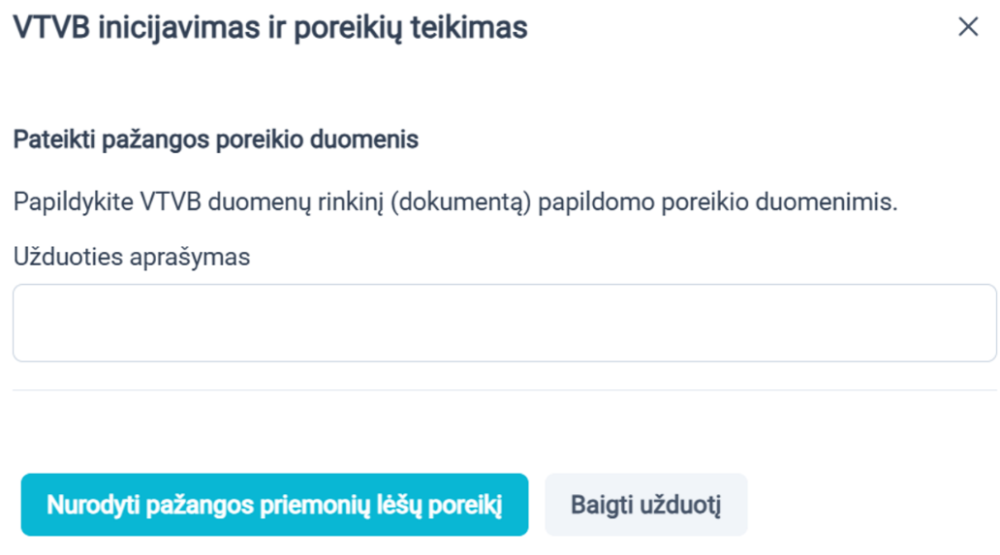 VTVB inicijavimas ir poreikių teikimas
Pateikti pažangos poreikio duomenis
Papildykite VTVB duomenų rinkinį (dokumentą) papildomo poreikio duomenimis.
Užduoties aprašymas
Nurodyti pažangos priemonių lėšų poreikį
Baigti užduotį